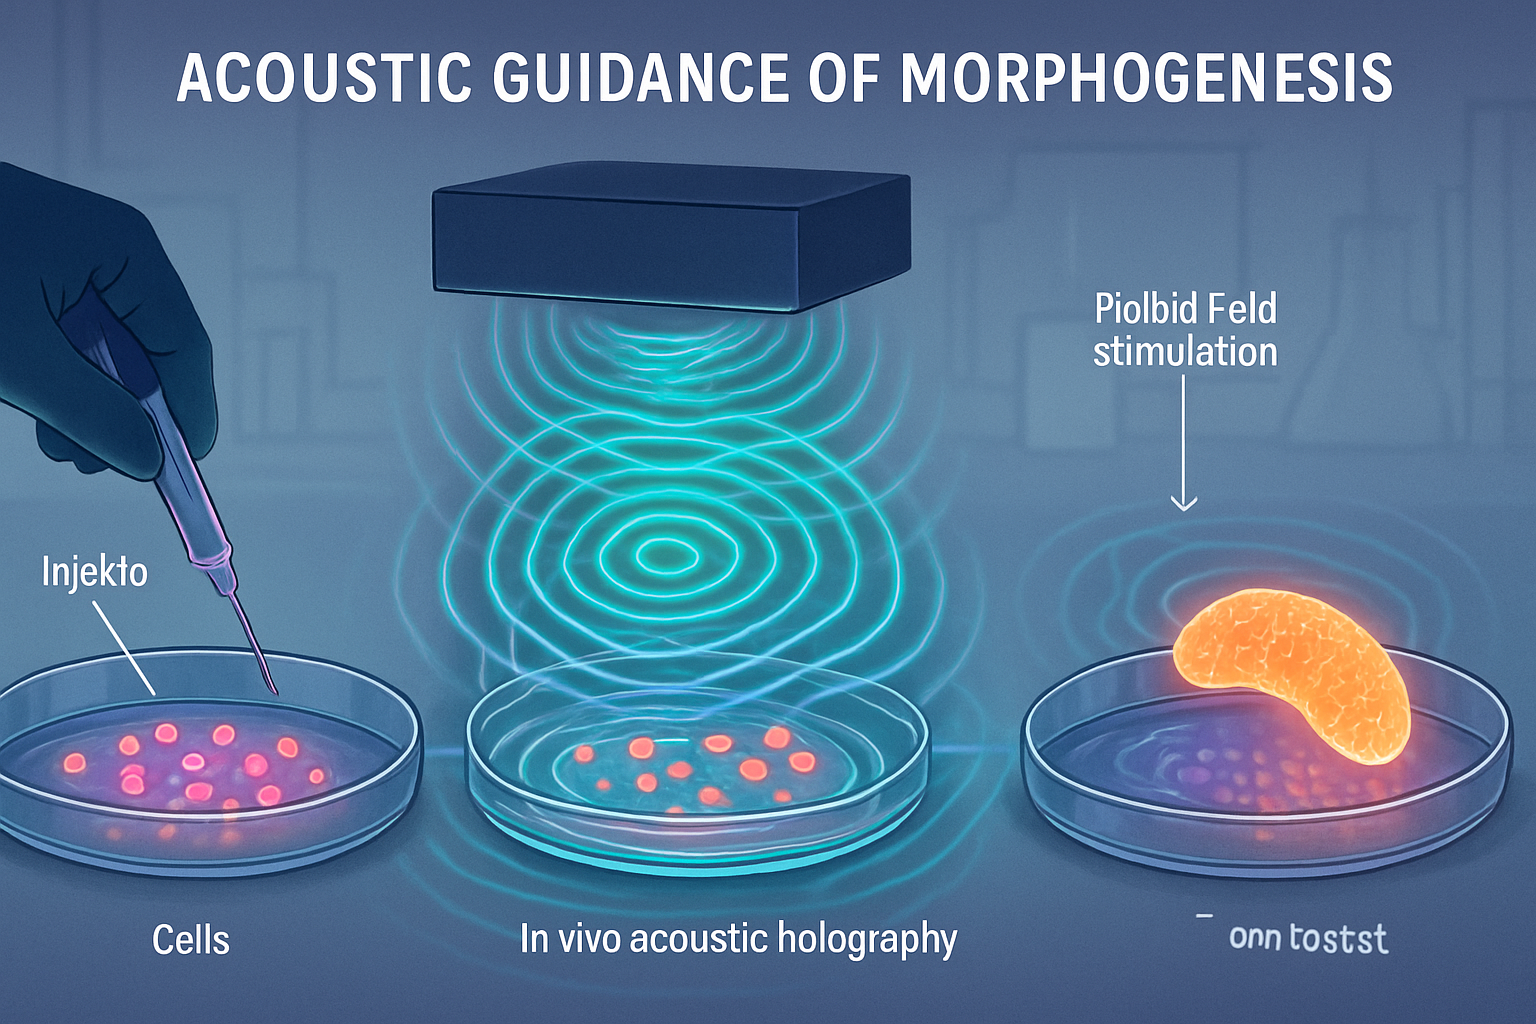 ACOUSTIC GUIDANCE OF MORPHOGENESIS
Piolbid Feld
stimulation
Injekto
Cells
In vivo acoustic holography
onn tostst